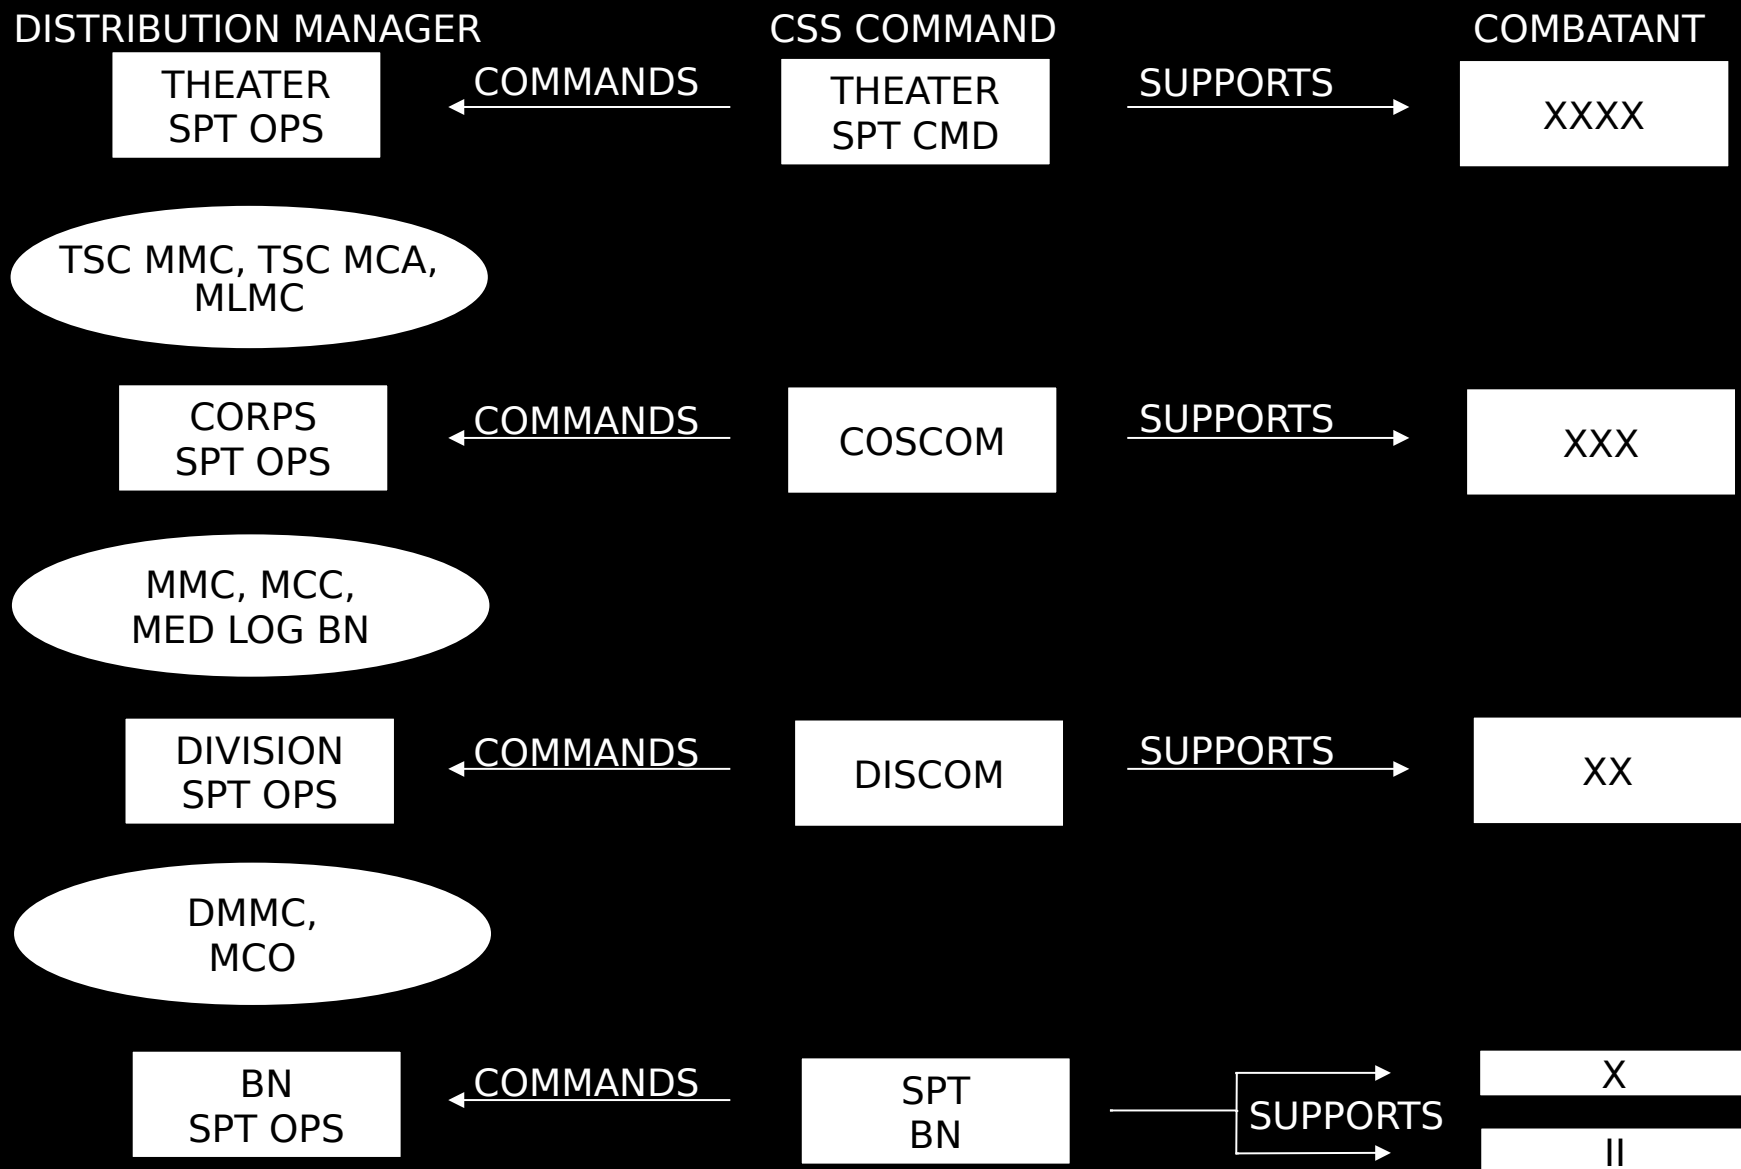 DISTRIBUTION MANAGER
CSS COMMAND
COMBATANT
THEATER
SPT OPS
COMMANDS
THEATER
SPT CMD
SUPPORTS
XXXX
TSC MMC, TSC MCA,
MLMC
CORPS
SPT OPS
COMMANDS
COSCOM
SUPPORTS
XXX
MMC, MCC,
MED LOG BN
DIVISION
SPT OPS
COMMANDS
DISCOM
SUPPORTS
XX
DMMC,
MCO
BN
SPT OPS
COMMANDS
SPT
BN
SUPPORTS
X
II